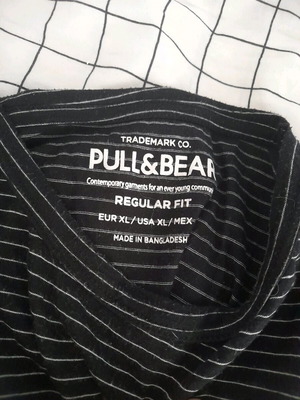 TRADEMARK CO.
PULL&BEAR
Contemporary garments for an ever young
REGULAR FIT
EUR XL/ USA XL/ MEX
MADE IN BANGLADESH